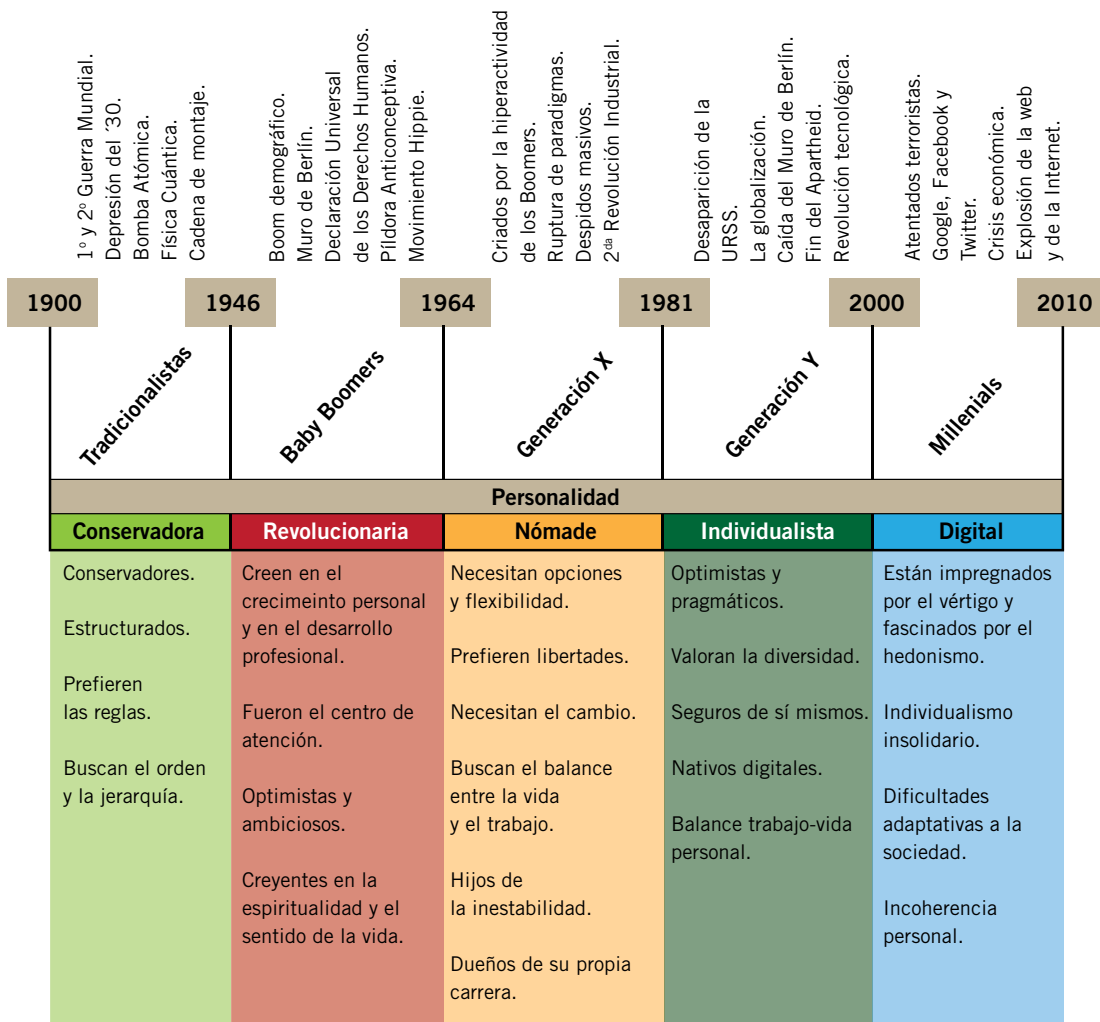 1º y 2º Guerra Mundial.
Depresión del ´30.
Bomba Atómica.
Física Cuántica.
Cadena de montaje.
Boom demográfico.
Muro de Berlín.
Declaración Universal
de los Derechos Humanos.
Píldora Anticonceptiva.
Movimiento Hippie.
Criados por la hiperactividad
de los Boomers.
Ruptura de paradigmas.
Despidos masivos.
2da Revolución Industrial.
Desaparición de la
URSS.
La globalización.
Caída del Muro de Berlín.
Fin del Apartheid.
Revolución tecnológica.
Atentados terroristas.
Google, Facebook y
Twitter.
Crisis económica.
Explosión de la web
y de la Internet.
1900
1946
1964
1981
2000
2010
Tradicionalistas
Baby Boomers
Generación X
Generación Y
Millenials
Personalidad
Conservadora
Revolucionaria
Nómade
Individualista
Digital
Conservadores.
Estructurados.
Prefieren
las reglas.
Buscan el orden
y la jerarquía.
Creen en el
crecimeinto personal
y en el desarrollo
profesional.
Fueron el centro de
atención.
Optimistas y
ambiciosos.
Creyentes en la
espiritualidad y el
sentido de la vida.
Necesitan opciones
y flexibilidad.
Prefieren libertades.
Necesitan el cambio.
Buscan el balance
entre la vida
y el trabajo.
Hijos de
la inestabilidad.
Dueños de su propia
carrera.
Optimistas y
pragmáticos.
Valoran la diversidad.
Seguros de sí mismos.
Nativos digitales.
Balance trabajo-vida
personal.
Están impregnados
por el vértigo y
fascinados por el
hedonismo.
Individualismo
insolidario.
Dificultades
adaptativas a la
sociedad.
Incoherencia
personal.